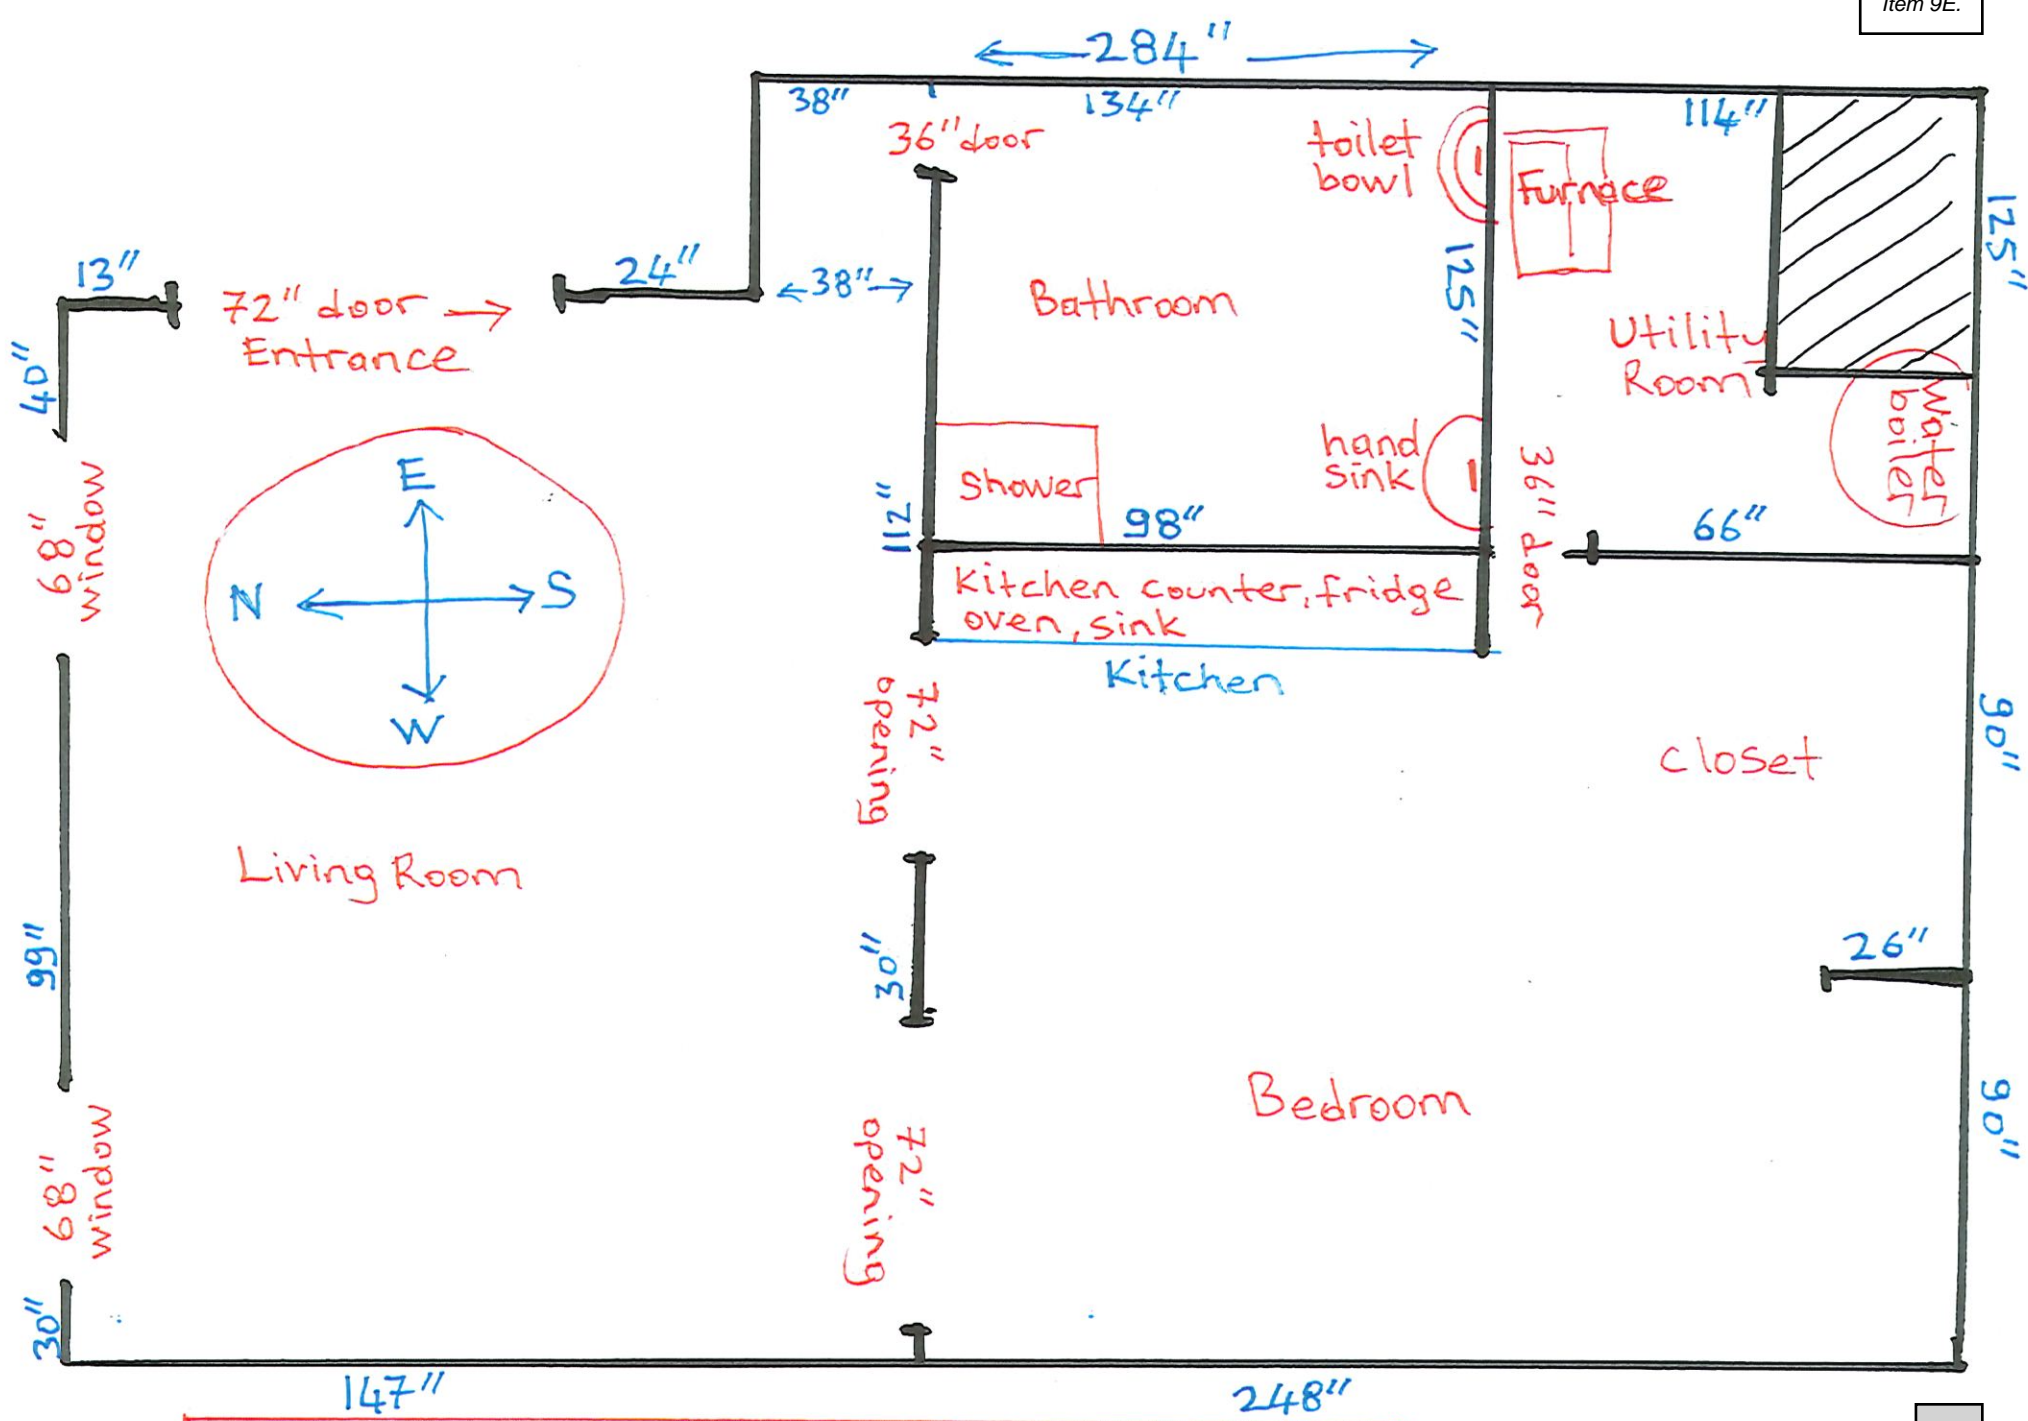 Item 9E.
284"
38"
134"
114"
36" door
toilet
bowl
Furnace
125"
13"
72" door
Entrance
24"
38"
Bathroom
125"
Utility
Room
40"
water
boiler
68"
window
E
N
S
W
shower
hand
sink
112"
98"
36" door
66"
Kitchen counter, fridge
oven, sink
Kitchen
72"
opening
90"
closet
Living Room
99"
30"
26"
Bedroom
90"
68"
window
72"
opening
30"
147"
248"